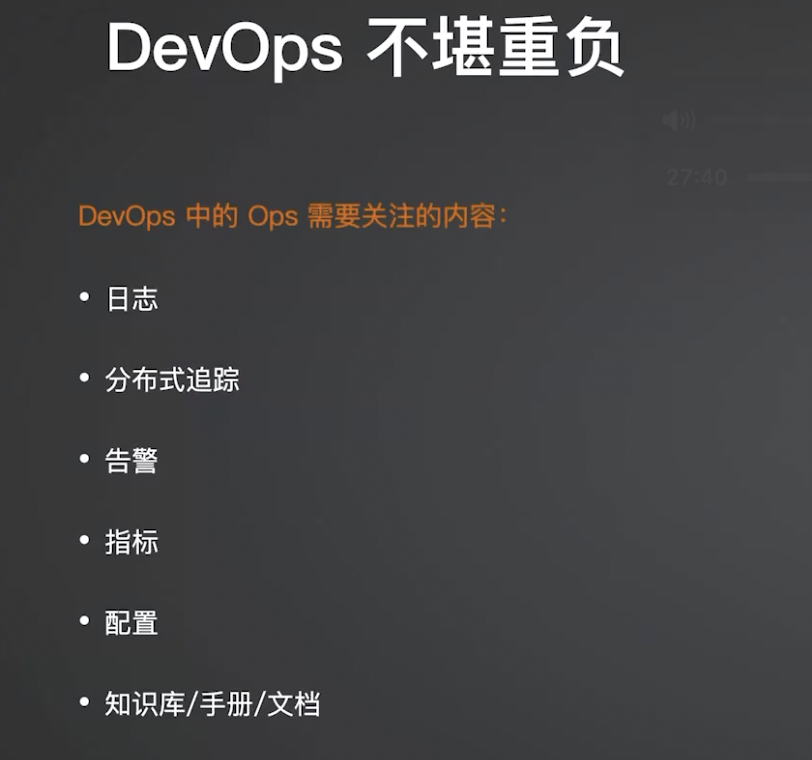 DevOps 不堪重负
27:40
DevOps 中的 Ops 需要关注的内容：
• 日志
• 分布式追踪
• 告警
• 指标
• 配置
• 知识库/手册/文档